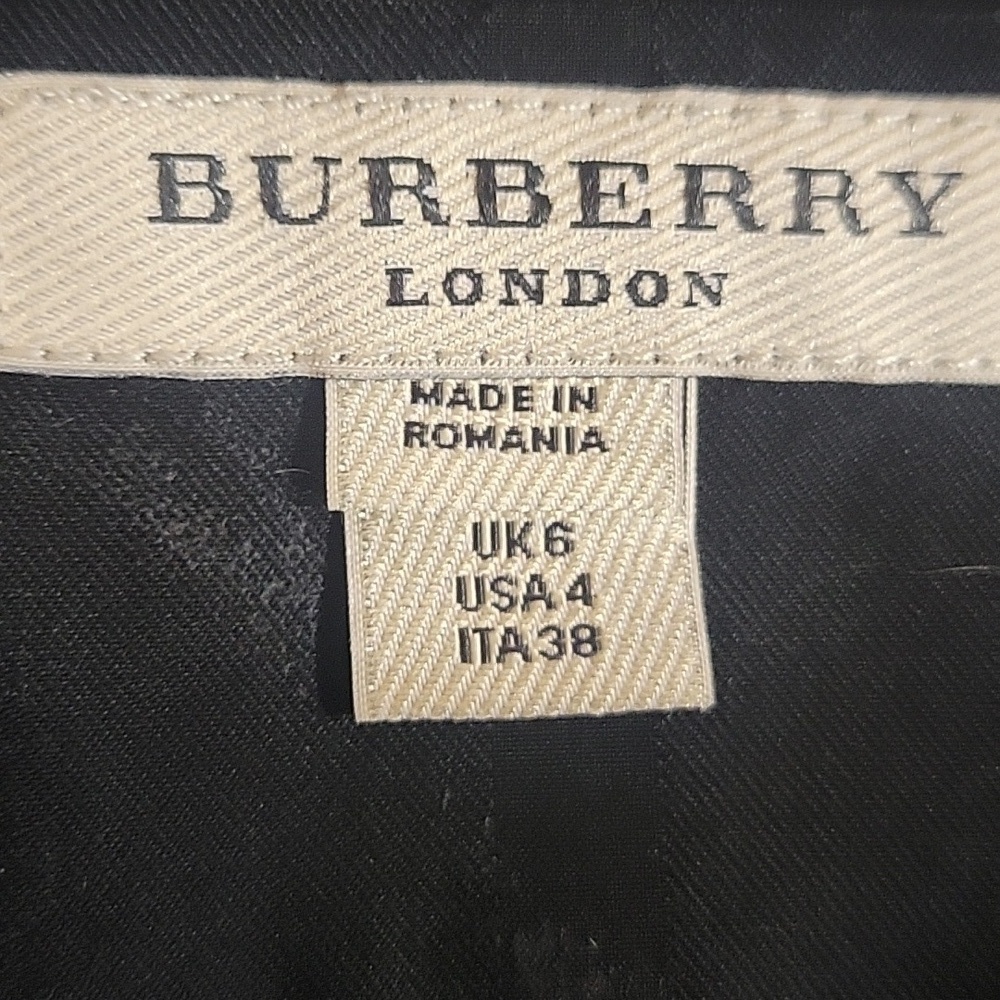 BURBERRY
LONDON
MADE IN
ROMANIA
UK 6
USA 4
ITA 38